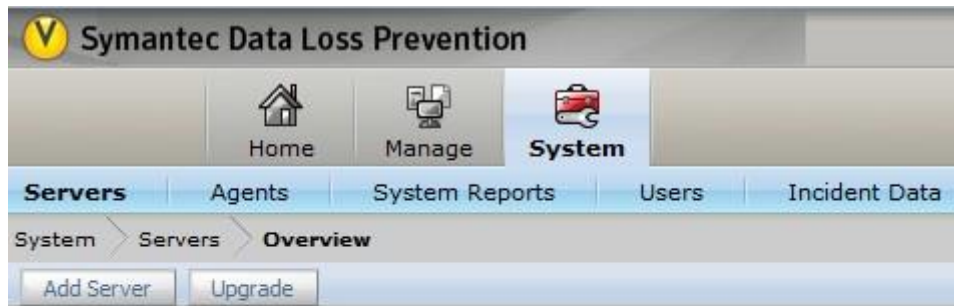 V Symantec Data Loss Prevention
Home Manage System
Servers Agents System Reports Users Incident Data
System Servers Overview
Add Server Upgrade